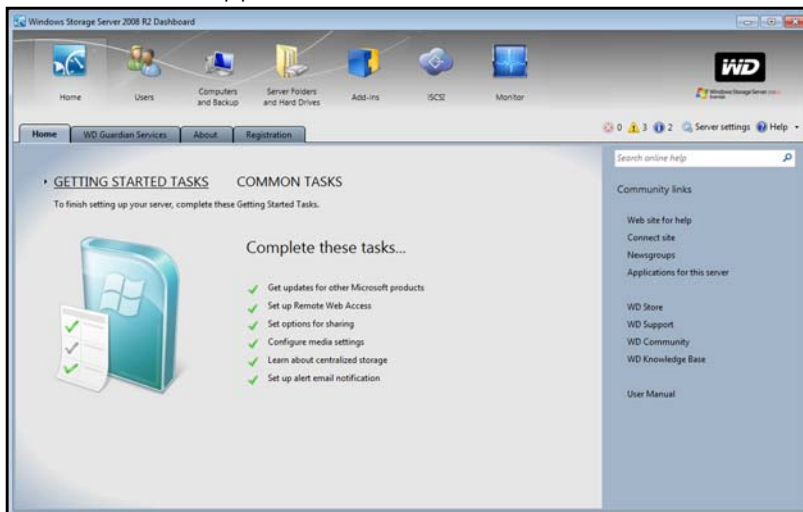 Windows Storage Server 2008 R2 Dashboard
Home
Users
Computers
and Backup
Server Folders
and Hard Drives
Add-ins
iSCSI
Monitor
WD
Home
WD Guardian Services
About
Registration
0
3
2
Server settings
Help
Search online help
GETTING STARTED TASKS
COMMON TASKS
To finish setting up your server, complete these Getting Started Tasks.
Complete these tasks...
Get updates for other Microsoft products
Set up Remote Web Access
Set options for sharing
Configure media settings
Learn about centralized storage
Set up alert email notification
Community links
Web site for help
Connect site
Newsgroups
Applications for this server
WD Store
WD Support
WD Community
WD Knowledge Base
User Manual